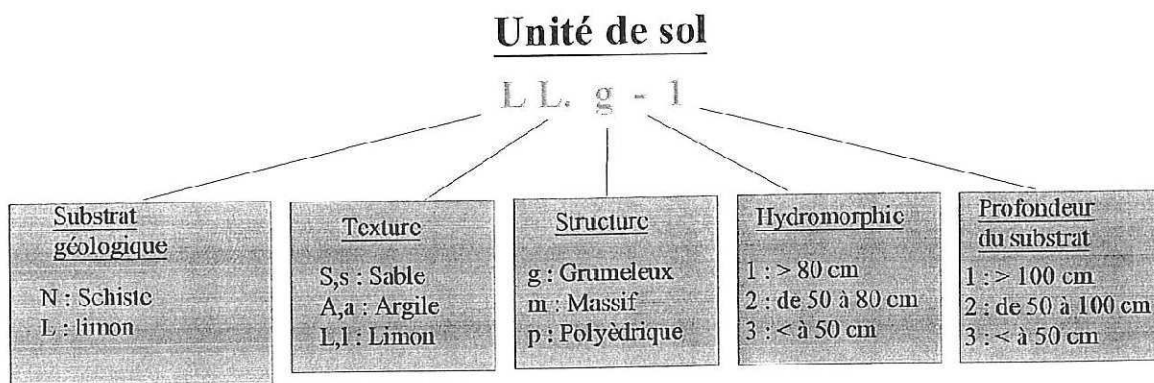 Unité de sol
L L. g - 1
Substrat
géologique
N : Schiste
L : limon
Texture
S,s : Sable
A,a : Argile
L,l : Limon
Structure
g : Grumeleux
m : Massif
p : Polyèdrique
Hydromorphie
1 : > 80 cm
2 : de 50 à 80 cm
3 : < à 50 cm
Profondeur
du substrat
1 : > 100 cm
2 : de 50 à 100 cm
3 : < à 50 cm